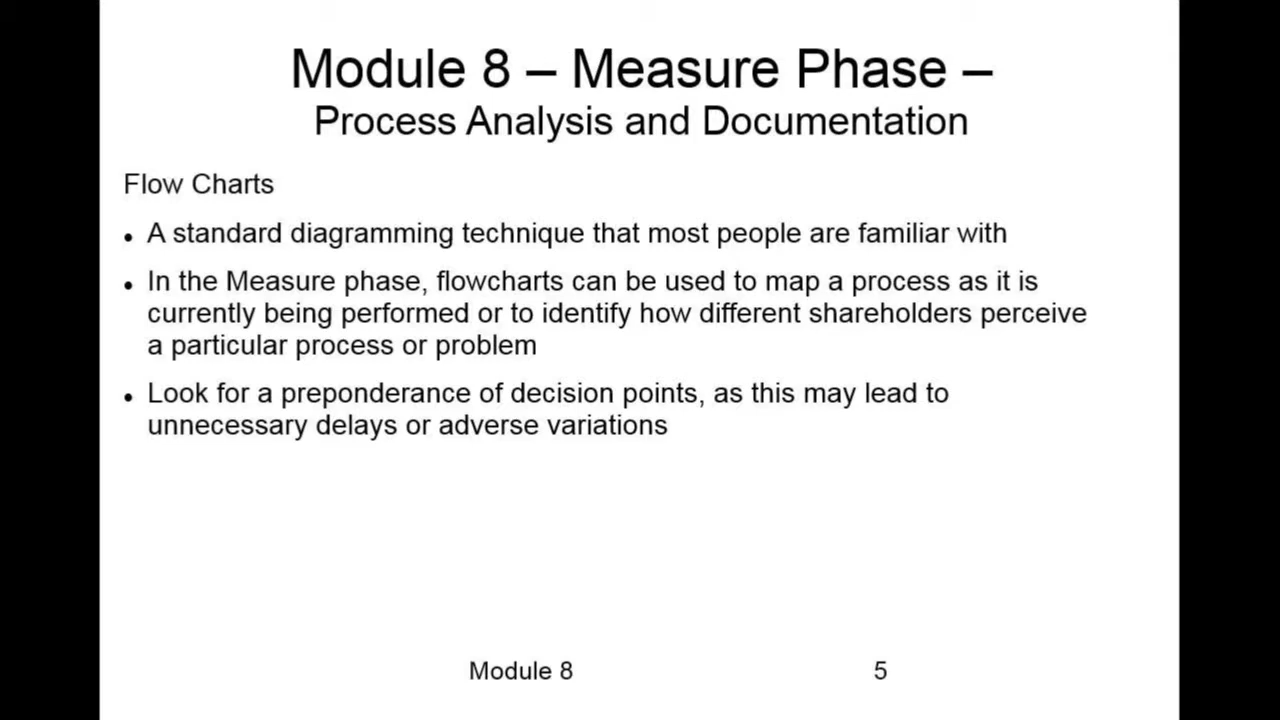 Module 8 – Measure Phase –
Process Analysis and Documentation
Flow Charts
• A standard diagramming technique that most people are familiar with
• In the Measure phase, flowcharts can be used to map a process as it is
currently being performed or to identify how different shareholders perceive
a particular process or problem
• Look for a preponderance of decision points, as this may lead to
unnecessary delays or adverse variations
Module 8 5